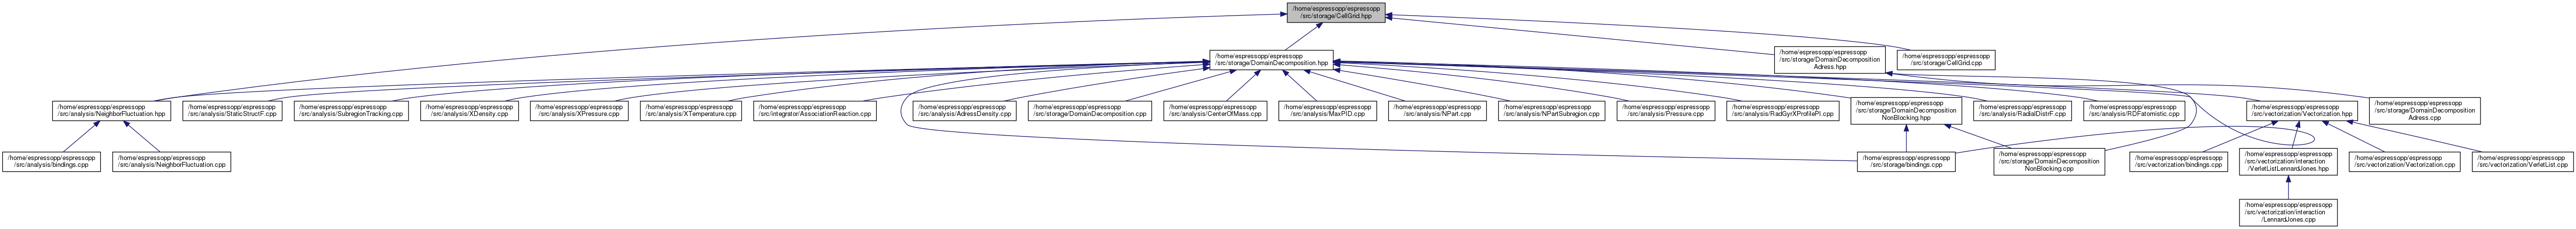 /home/espressopp/espressopp
/src/storage/CellGrid.hpp
/home/espressopp/espressopp
/src/storage/DomainDecomposition.hpp
/home/espressopp/espressopp
/src/storage/DomainDecomposition
Adress.hpp
/home/espressopp/espressopp
/src/storage/CellGrid.cpp
/home/espressopp/espressopp
/src/analysis/NeighborFluctuation.hpp
/home/espressopp/espressopp
/src/analysis/StaticStructF.cpp
/home/espressopp/espressopp
/src/analysis/SubregionTracking.cpp
/home/espressopp/espressopp
/src/analysis/XDensity.cpp
/home/espressopp/espressopp
/src/analysis/XPressure.cpp
/home/espressopp/espressopp
/src/analysis/XTemperature.cpp
/home/espressopp/espressopp
/src/integrator/AssociationReaction.cpp
/home/espressopp/espressopp
/src/analysis/AdressDensity.cpp
/home/espressopp/espressopp
/src/storage/DomainDecomposition.cpp
/home/espressopp/espressopp
/src/analysis/CenterOfMass.cpp
/home/espressopp/espressopp
/src/analysis/MaxPID.cpp
/home/espressopp/espressopp
/src/analysis/NPart.cpp
/home/espressopp/espressopp
/src/analysis/NPartSubregion.cpp
/home/espressopp/espressopp
/src/analysis/Pressure.cpp
/home/espressopp/espressopp
/src/analysis/RadGyrXProfilePI.cpp
/home/espressopp/espressopp
/src/storage/DomainDecomposition
NonBlocking.hpp
/home/espressopp/espressopp
/src/analysis/RadialDistrF.cpp
/home/espressopp/espressopp
/src/analysis/RDFatomistic.cpp
/home/espressopp/espressopp
/src/vectorization/Vectorization.hpp
/home/espressopp/espressopp
/src/storage/DomainDecomposition
Adress.cpp
/home/espressopp/espressopp
/src/analysis/bindings.cpp
/home/espressopp/espressopp
/src/analysis/NeighborFluctuation.cpp
/home/espressopp/espressopp
/src/storage/bindings.cpp
/home/espressopp/espressopp
/src/storage/DomainDecomposition
NonBlocking.cpp
/home/espressopp/espressopp
/src/vectorization/bindings.cpp
/home/espressopp/espressopp
/src/vectorization/interaction
/VerletListLennardJones.hpp
/home/espressopp/espressopp
/src/vectorization/Vectorization.cpp
/home/espressopp/espressopp
/src/vectorization/VerletList.cpp
/home/espressopp/espressopp
/src/vectorization/interaction
/LennardJones.cpp